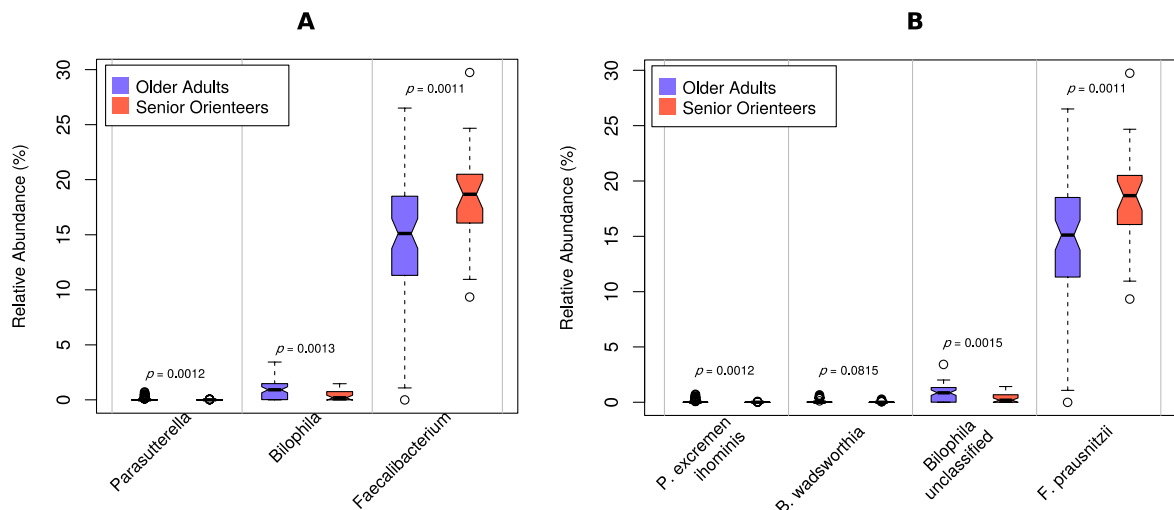 A
30
25
20
15
10
5
0
Relative Abundance (%)
Older Adults
Senior Orienteers
p = 0.0012
p = 0.0013
p = 0.0011
Parasutterella
Bilophila
Faecalibacterium
B
30
25
20
15
10
5
0
Relative Abundance (%)
Older Adults
Senior Orienteers
p = 0.0012
p = 0.0815
p = 0.0015
p = 0.0011
P. excremen
ihominis
B. wadsworthia
Bilophila
unclassified
F. prausnitzii